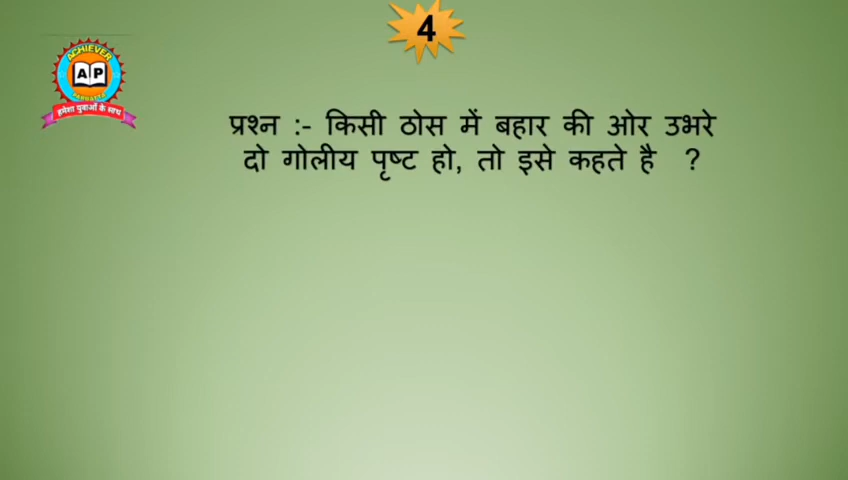 4
ACHIEVER
AP
हमेशा युवाओं के साथ
प्रश्न :- किसी ठोस में बहार की ओर उभरे
दो गोलीय पृष्ट हो, तो इसे कहते है ?